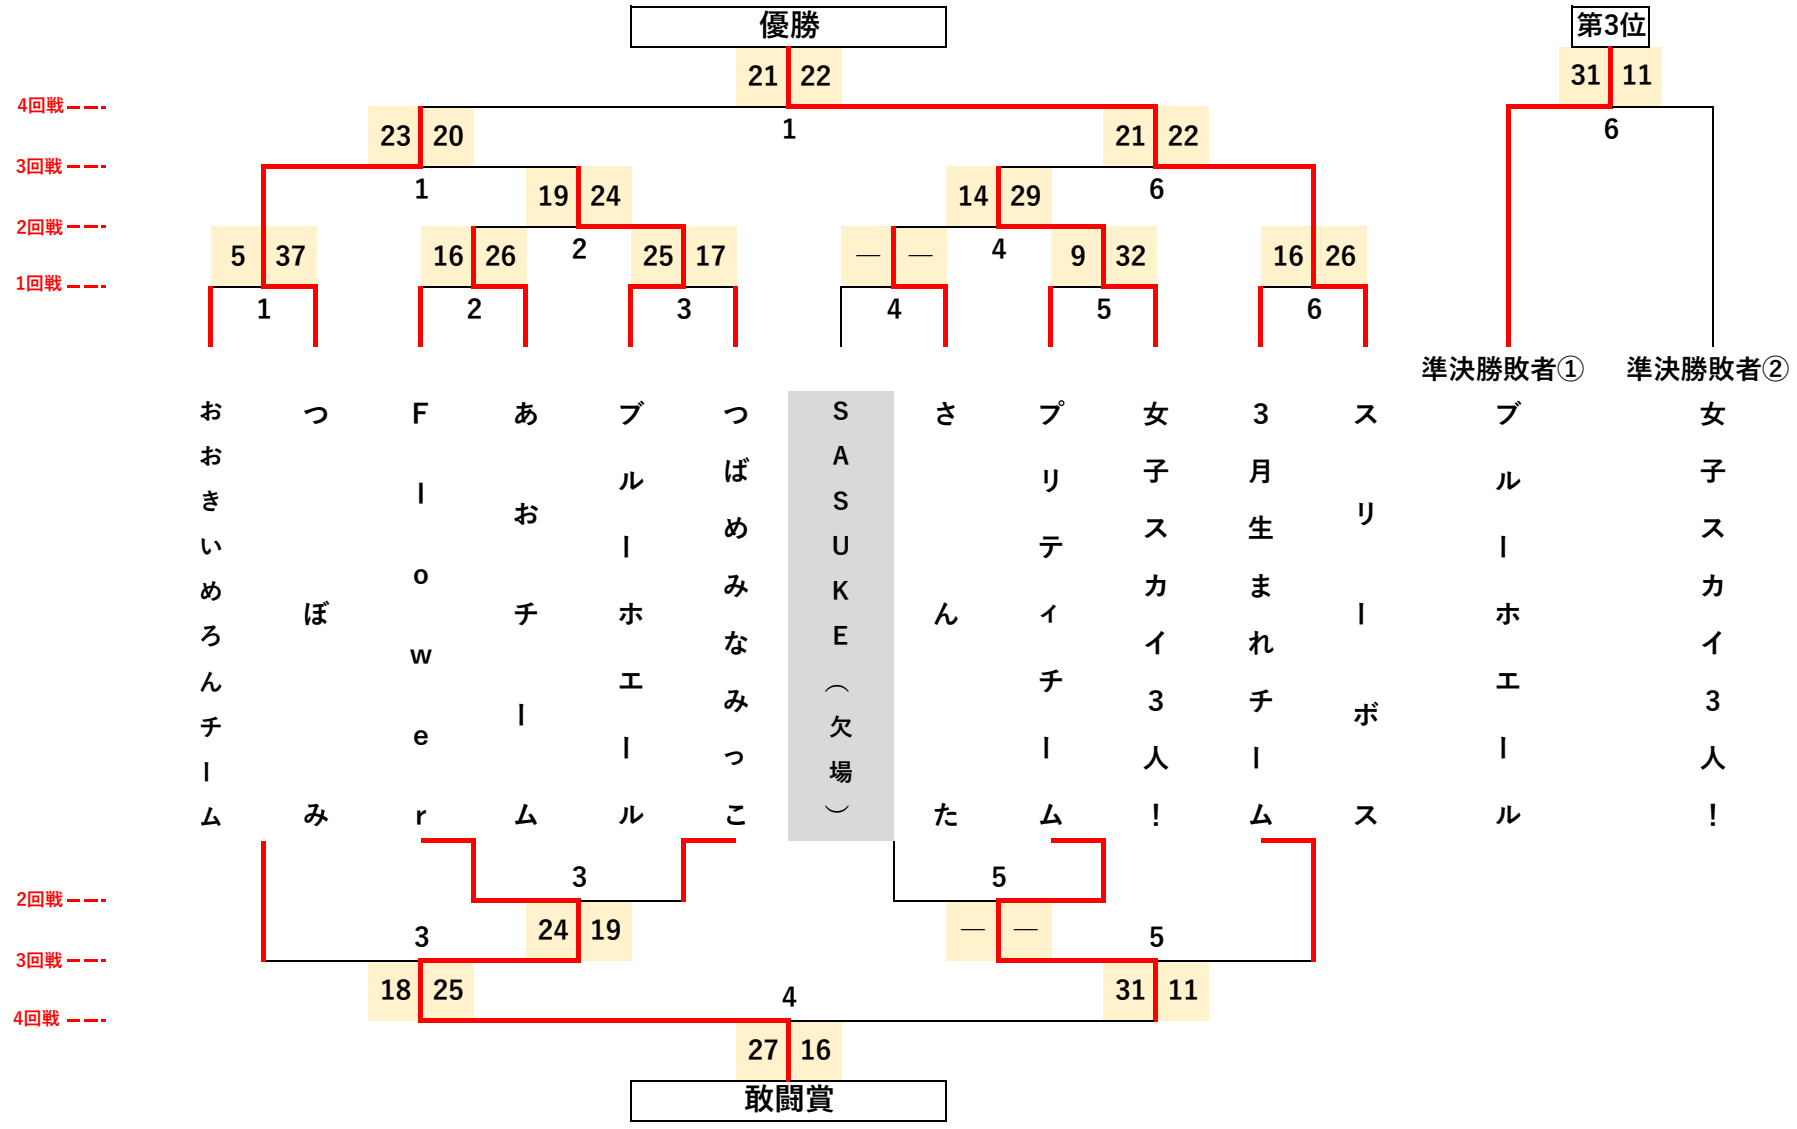 優勝
第3位
21 22
31 11
4回戦
23 20
1
21 22
6
3回戦
1
19 24
14 29
6
2回戦
5 37
16 26
2
25 17
— —
4
9 32
16 26
1回戦
1
2
3
4
5
6
準決勝敗者①
準決勝敗者②
おおきいめろんチーム
つぼみ
Flower
あおチーム
ブルーホエール
つばめみなみっこ
SASUKE（欠場）
さんた
プリティチーム
女子スカイ３人！
３月生まれチーム
スリーボス
ブルーホエール
女子スカイ３人！
3
5
2回戦
24 19
— —
3
5
3回戦
18 25
31 11
4
4回戦
27 16
敢闘賞